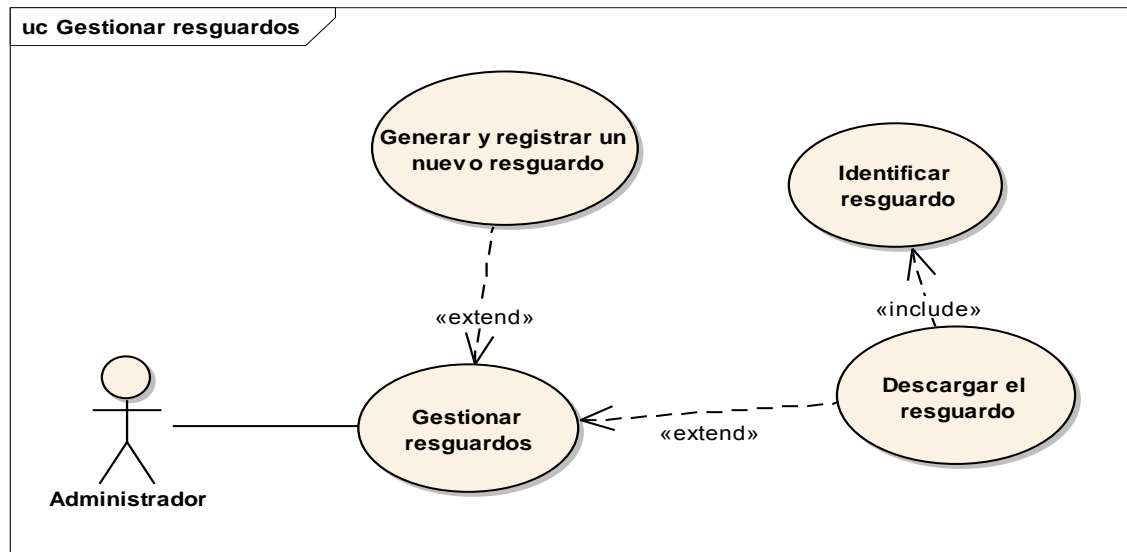 uc Gestionar resguardos
Generar y registrar un
nuevo resguardo
Identificar
resguardo
«extend»
«include»
Descargar el
resguardo
Gestionar
resguardos
«extend»
Administrador